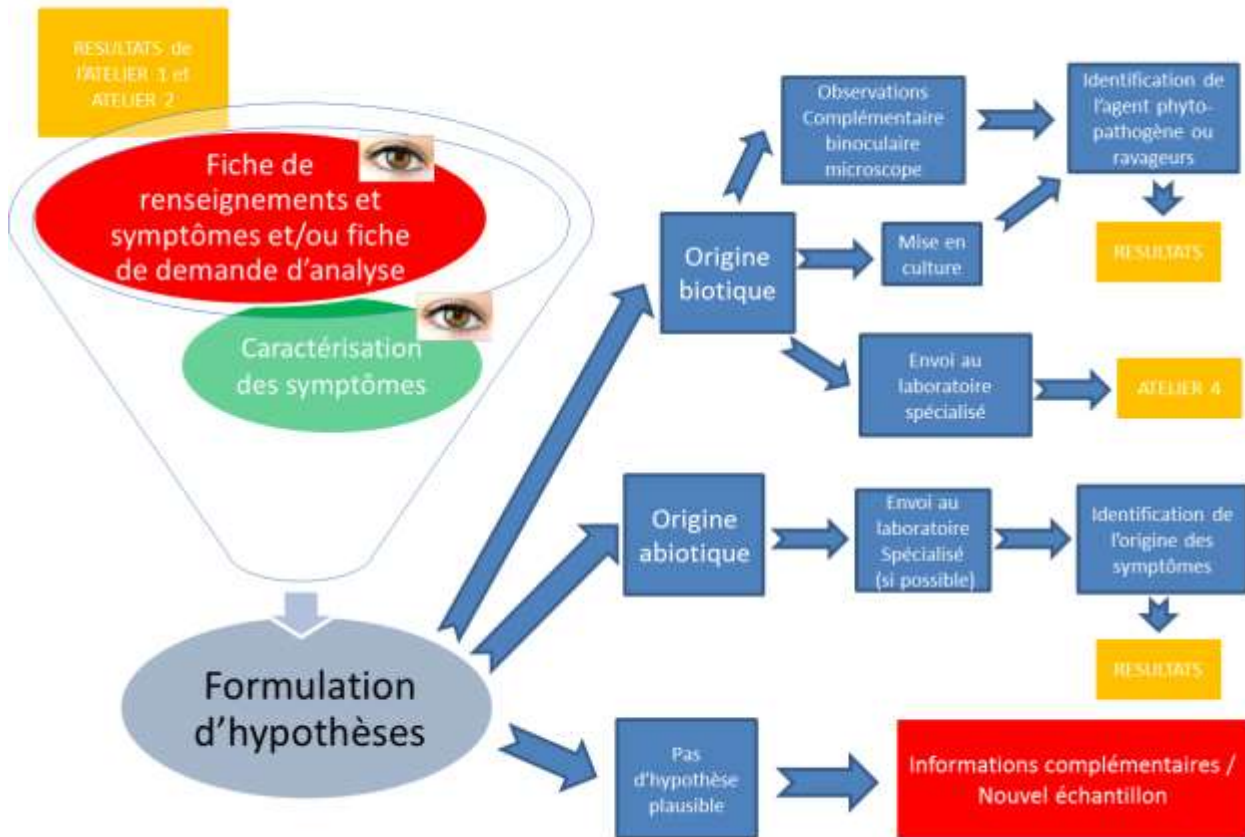 RESULTATS de
l'ATELIER 1 et
ATELIER 2
Fiche de
renseignements et
symptômes et/ou fiche
de demande d'analyse
Caractérisation
des symptômes
Formulation
d'hypothèses
Origine
biotique
Observations
Complémentaire
binoculaire
microscope
Identification de
l'agent phyto-
pathogène ou
ravageurs
Mise en
culture
RESULTATS
Envoi au
laboratoire
spécialisé
ATELIER 4
Origine
abiotique
Envoi au
laboratoire
Spécialisé
(si possible)
Identification de
l'origine des
symptômes
RESULTATS
Pas
d'hypothèse
plausible
Informations complémentaires /
Nouvel échantillon